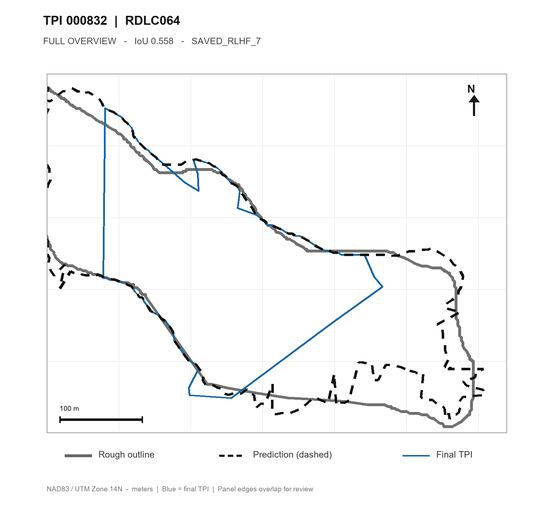 TPI 000832 | RDLC064
FULL OVERVIEW - IoU 0.558 - SAVED_RLHF_7
N
100 m
Rough outline
Prediction (dashed)
Final TPI
NAD83 / UTM Zone 14N - meters | Blue = final TPI | Panel edges overlap for review